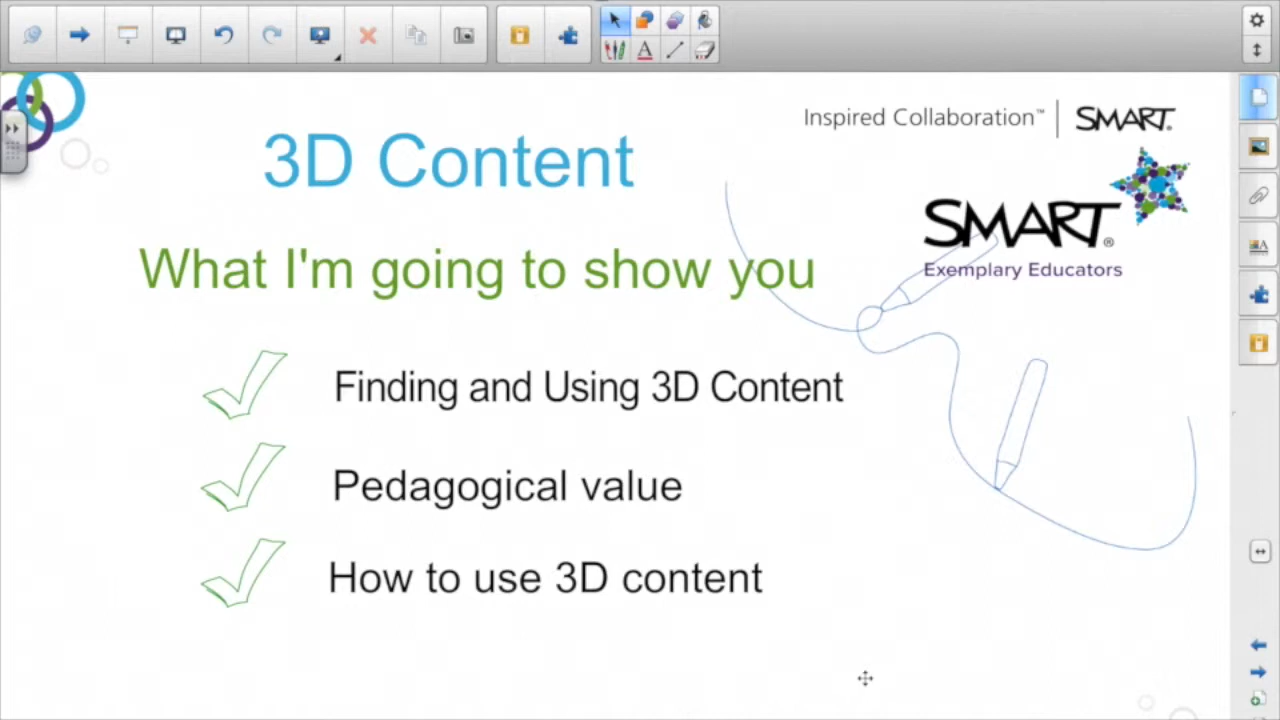 Inspired Collaboration™ | SMART®
3D Content
SMART®
Exemplary Educators
What I'm going to show you
Finding and Using 3D Content
Pedagogical value
How to use 3D content